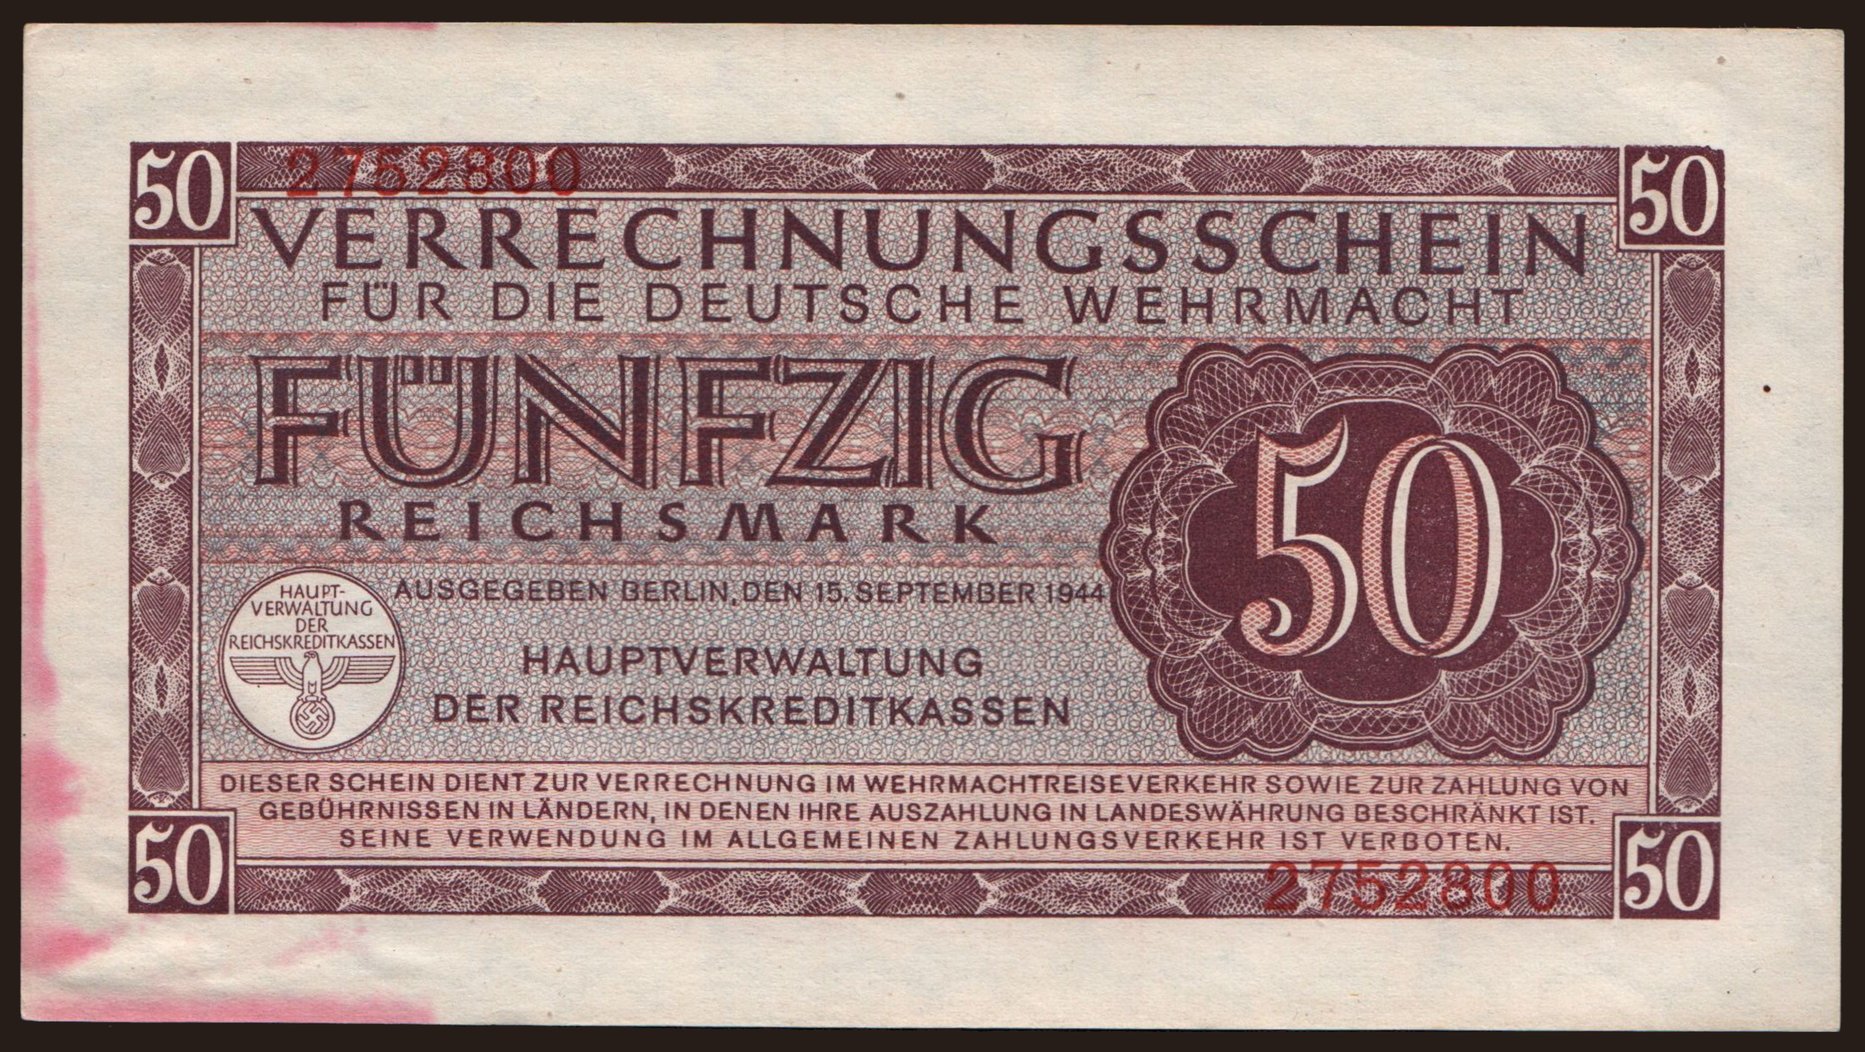 50
2752800
50
VERRECHNUNGSSCHEIN
FÜR DIE DEUTSCHE WEHRMACHT
FÜNFZIG
REICHSMARK
50
HAUPT-
VERWALTUNG
DER
REICHSKREDITKASSEN
AUSGEGEBEN BERLIN, DEN 15. SEPTEMBER 1944
HAUPTVERWALTUNG
DER REICHSKREDITKASSEN
DIESER SCHEIN DIENT ZUR VERRECHNUNG IM WEHRMACHTREISEVERKEHR SOWIE ZUR ZAHLUNG VON
GEBÜHRNISSEN IN LÄNDERN, IN DENEN IHRE AUSZAHLUNG IN LANDESWÄHRUNG BESCHRÄNKT IST.
SEINE VERWENDUNG IM ALLGEMEINEN ZAHLUNGSVERKEHR IST VERBOTEN.
50
2752800
50